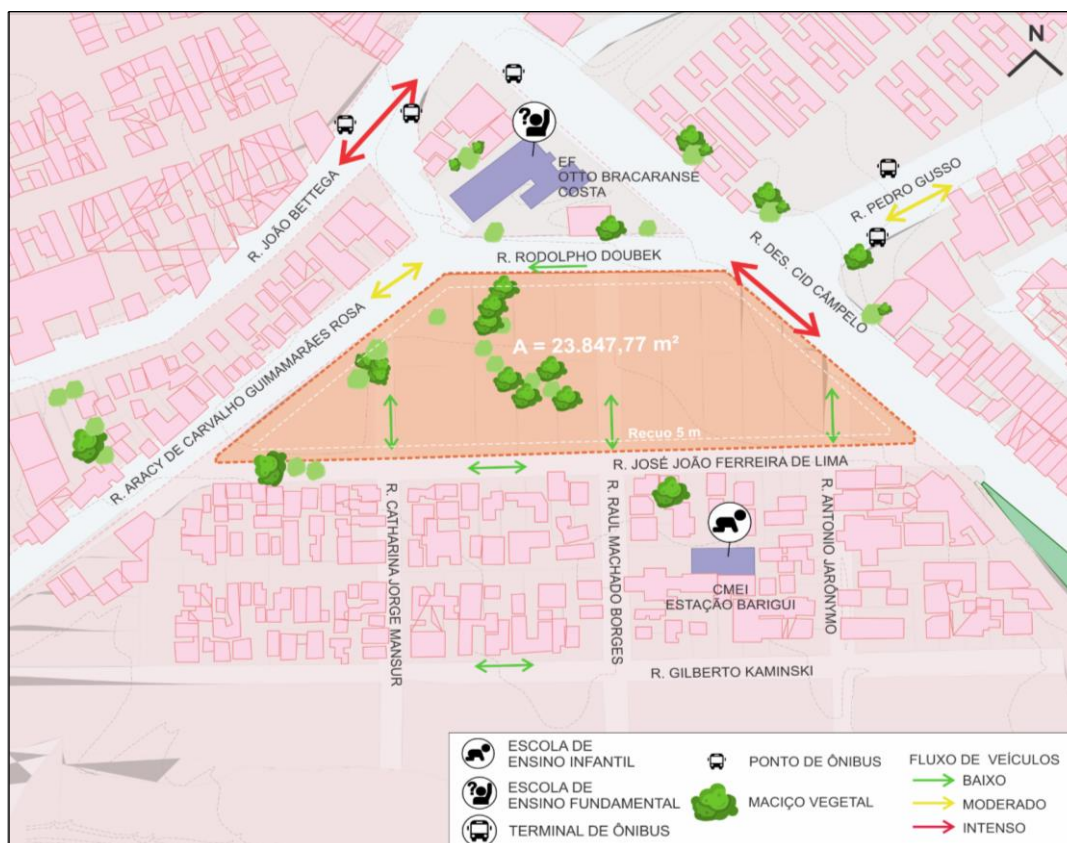 N
EF
OTTO BRACARANSE
COSTA
R. JOÃO BETTEGA
R. PEDRO GUSSO
R. RODOLPHO DOUBEK
R. DES. CID CÂMPELO
A = 23.847,77 m²
R. ARACY DE CARVALHO GUIMAMARÃES ROSA
Recuo 5 m
R. JOSÉ JOÃO FERREIRA DE LIMA
R. CATHARINA JORGE MANSUR
R. RAUL MACHADO BORGES
R. ANTONIO JARÔNYMO
CMEI
ESTAÇÃO BARIGUI
R. GILBERTO KAMINSKI
ESCOLA DE
ENSINO INFANTIL
ESCOLA DE
ENSINO FUNDAMENTAL
TERMINAL DE ÔNIBUS
PONTO DE ÔNIBUS
MACIÇO VEGETAL
FLUXO DE VEÍCULOS
BAIXO
MODERADO
INTENSO